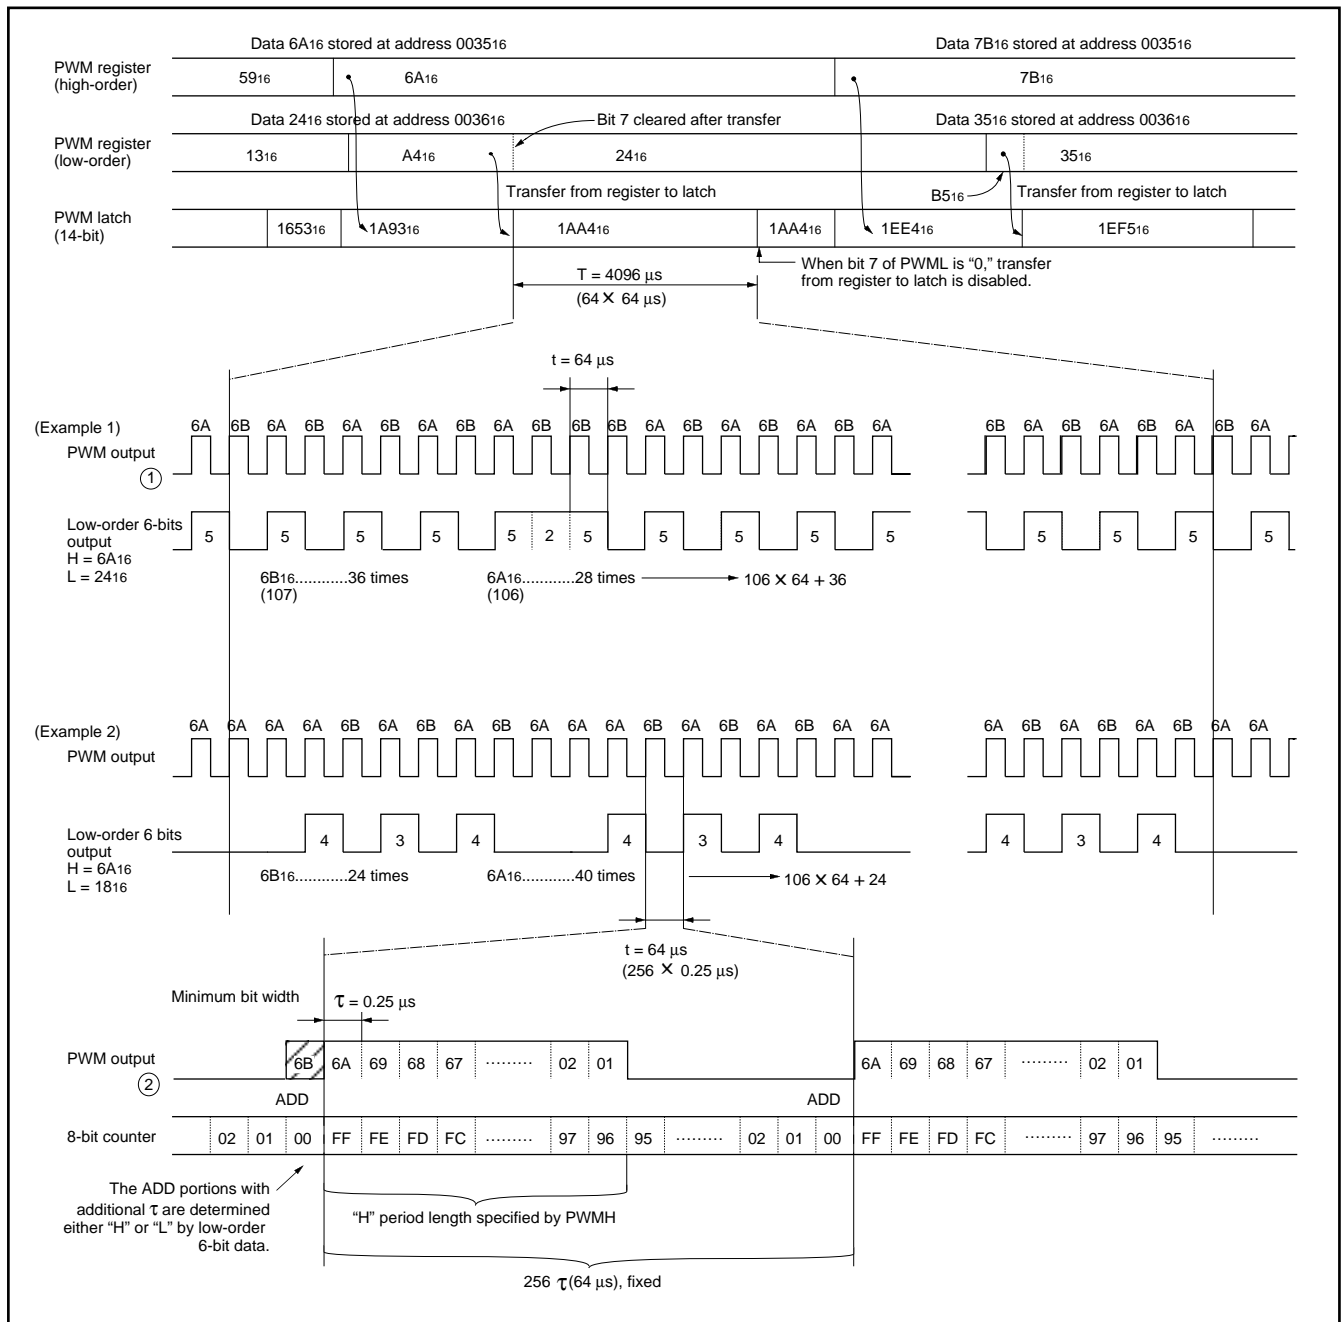 Data 6A16 stored at address 003516
Data 7B16 stored at address 003516
PWM register
(high-order)
5916
6A16
7B16
Data 2416 stored at address 003616
Bit 7 cleared after transfer
Data 3516 stored at address 003616
PWM register
(low-order)
1316
A416
2416
3516
Transfer from register to latch
B516
Transfer from register to latch
PWM latch
(14-bit)
165316
1A9316
1AA416
1AA416
1EE416
1EF516
When bit 7 of PWML is “0,” transfer
from register to latch is disabled.
T = 4096 μs
(64 × 64 μs)
t = 64 μs
(Example 1)
6A 6B 6A 6B 6A 6B 6A 6B 6A 6B 6B 6B 6A 6B 6A 6B 6A 6B 6A
6B 6A 6B 6A 6B 6A 6B 6A
PWM output
①
Low-order 6-bits
output
H = 6A16
L = 2416
5 5 5 5 5 2 5 5 5 5 5
5 5 5 5
6B16............36 times
(107)
6A16............28 times
(106)
106 × 64 + 36
(Example 2)
6A 6A 6A 6A 6B 6A 6B 6A 6B 6A 6A 6A 6B 6A 6B 6A 6B 6A 6A
6A 6B 6A 6B 6A 6B 6A 6A
PWM output
Low-order 6 bits
output
H = 6A16
L = 1816
4 3 4 4 3 4
4 3 4
6B16............24 times
6A16............40 times
106 × 64 + 24
t = 64 μs
(256 × 0.25 μs)
Minimum bit width
τ = 0.25 μs
PWM output
②
6B 6A 69 68 67 ......... 02 01
6A 69 68 67 ......... 02 01
ADD
ADD
8-bit counter
02 01 00 FF FE FD FC ......... 97 96 95 ......... 02 01 00 FF FE FD FC ......... 97 96 95 .........
The ADD portions with
additional τ are determined
either “H” or “L” by low-order
6-bit data.
“H” period length specified by PWMH
256 τ(64 μs), fixed